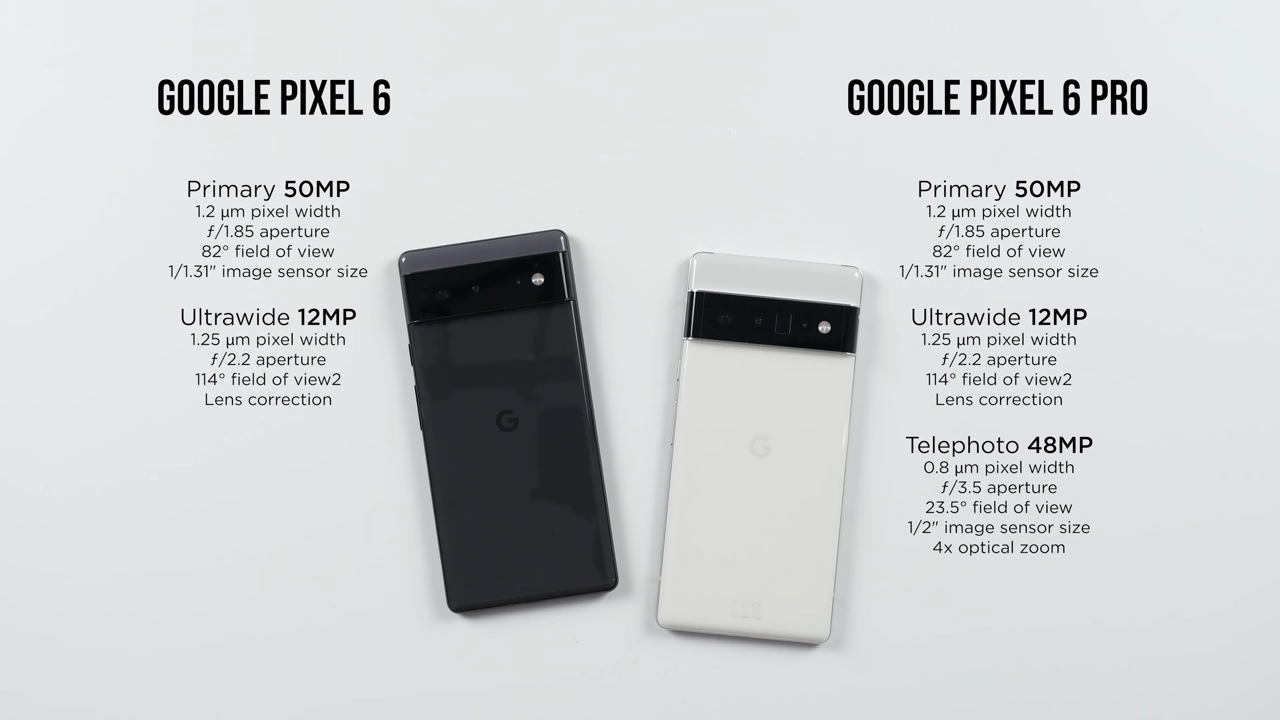 GOOGLE PIXEL 6
Primary 50MP
1.2 µm pixel width
ƒ/1.85 aperture
82° field of view
1/1.31" image sensor size
Ultrawide 12MP
1.25 µm pixel width
ƒ/2.2 aperture
114° field of view2
Lens correction
G
GOOGLE PIXEL 6 PRO
Primary 50MP
1.2 µm pixel width
ƒ/1.85 aperture
82° field of view
1/1.31" image sensor size
Ultrawide 12MP
1.25 µm pixel width
ƒ/2.2 aperture
114° field of view2
Lens correction
Telephoto 48MP
0.8 µm pixel width
ƒ/3.5 aperture
23.5° field of view
1/2" image sensor size
4x optical zoom
G